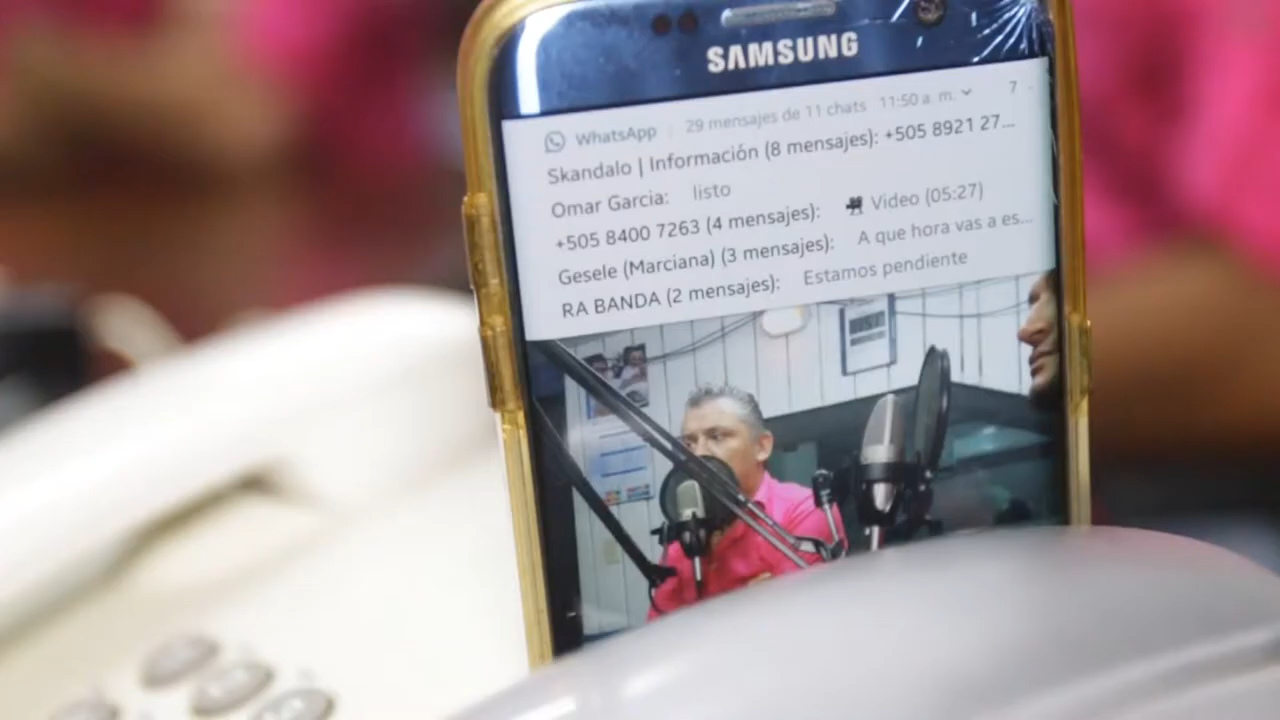 SAMSUNG
WhatsApp 29 mensajes de 11 chats 11:50 a. m. 7
Skandalo | Información (8 mensajes): +505 8921 27...
Omar Garcia: listo
+505 8400 7263 (4 mensajes): Video (05:27)
Gesele (Marciana) (3 mensajes): A que hora vas a es...
RA BANDA (2 mensajes): Estamos pendiente